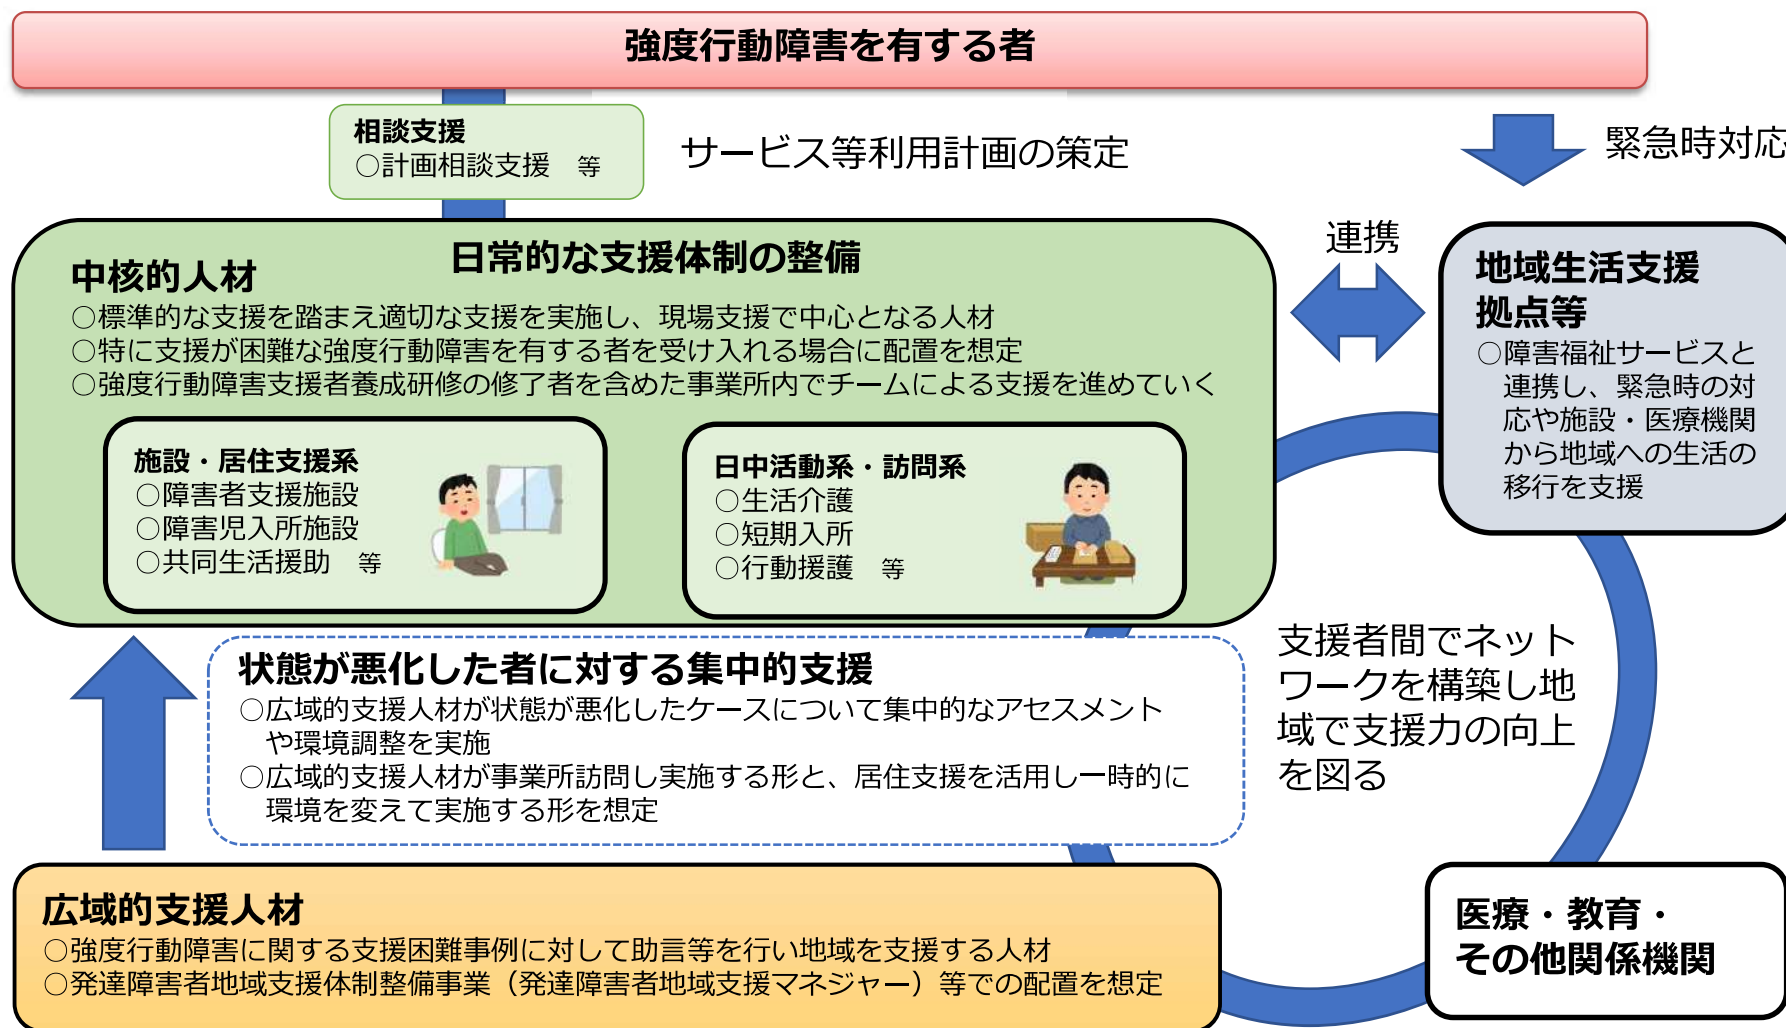 強度行動障害を有する者
相談支援
○計画相談支援　等
サービス等利用計画の策定
緊急時対応
日常的な支援体制の整備
中核的人材
○標準的な支援を踏まえ適切な支援を実施し、現場支援で中心となる人材
○特に支援が困難な強度行動障害を有する者を受け入れる場合に配置を想定
○強度行動障害支援者養成研修の修了者を含めた事業所内でチームによる支援を進めていく
施設・居住支援系
○障害者支援施設
○障害児入所施設
○共同生活援助　等
日中活動系・訪問系
○生活介護
○短期入所
○行動援護　等
連携
地域生活支援
拠点等
○障害福祉サービスと
連携し、緊急時の対
応や施設・医療機関
から地域への生活の
移行を支援
状態が悪化した者に対する集中的支援
○広域的支援人材が状態が悪化したケースについて集中的なアセスメント
や環境調整を実施
○広域的支援人材が事業所訪問し実施する形と、居住支援を活用し一時的に
環境を変えて実施する形を想定
支援者間でネット
ワークを構築し地
域で支援力の向上
を図る
広域的支援人材
○強度行動障害に関する支援困難事例に対して助言等を行い地域を支援する人材
○発達障害者地域支援体制整備事業（発達障害者地域支援マネジャー）等での配置を想定
医療・教育・
その他関係機関